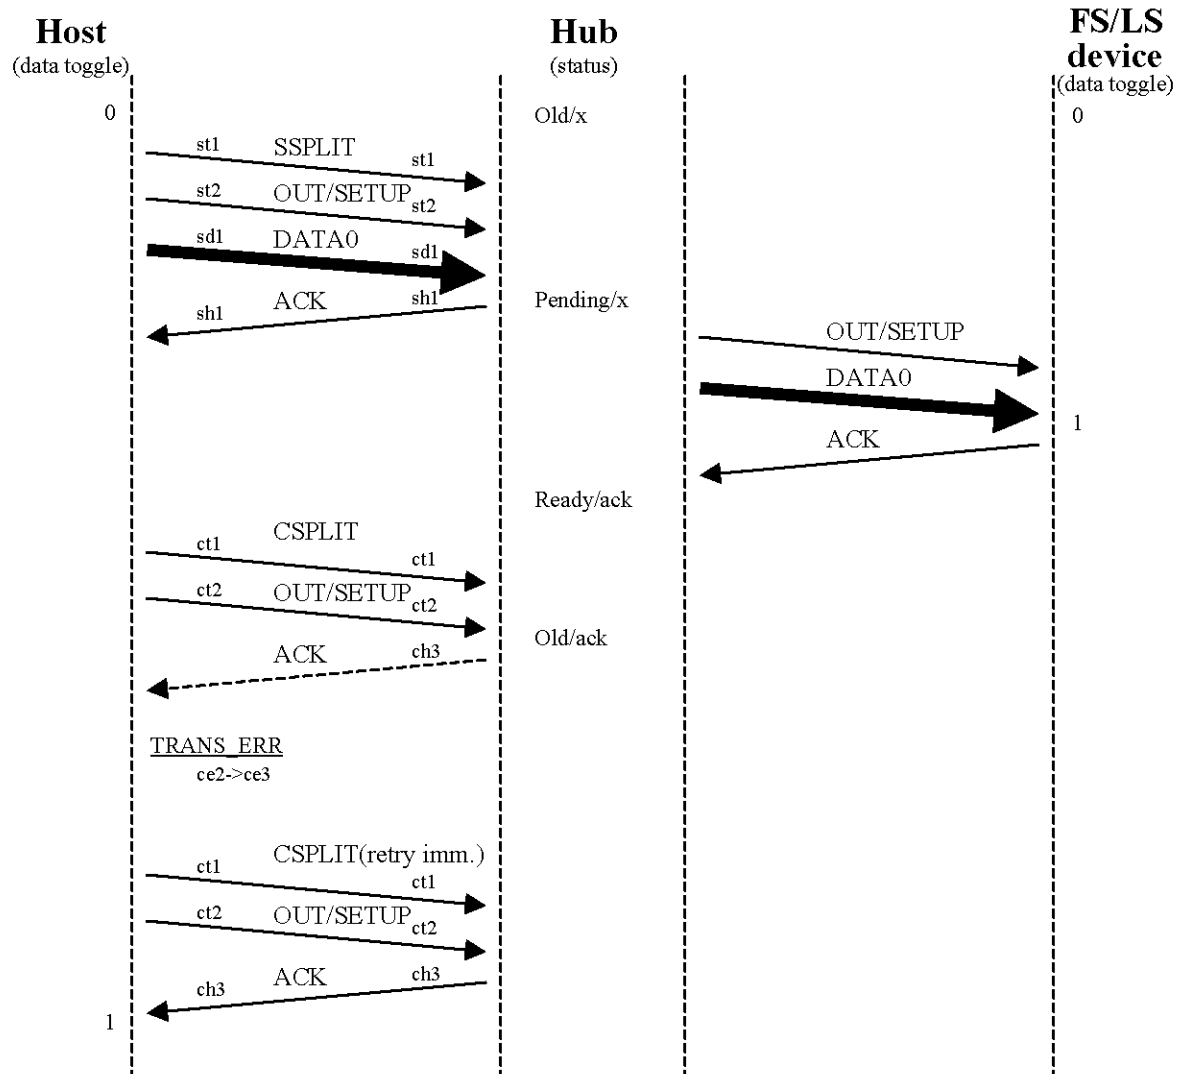 Host
(data toggle)
Hub
(status)
FS/LS
device
(data toggle)
0
Old/x
0
st1 SSPLIT st1
st2 OUT/SETUP st2
sd1 DATA0 sd1
ACK sh1
sh1
Pending/x
OUT/SETUP
DATA0
1
ACK
Ready/ack
CSPLIT
ct1 ct1
ct2 OUT/SETUP ct2
Old/ack
ACK ch3
TRANS_ERR
ce2->ce3
CSPLIT(retry imm.)
ct1 ct1
ct2 OUT/SETUP ct2
ACK ch3
ch3
1